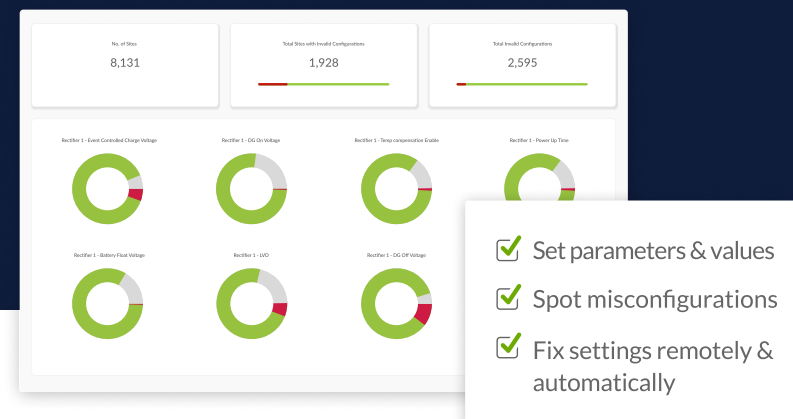 No. of Sites
8,131
Total Sites with Invalid Configurations
1,928
Total Invalid Configurations
2,595
Rectifier 1 - Event Controlled Charge Voltage
Rectifier 1 - DG On Voltage
Rectifier 1 - Temp compensation Enable
Rectifier 1 - Power Up Time
Rectifier 1 - Battery Float Voltage
Rectifier 1 - LVD
Rectifier 1 - DG Off Voltage
Set parameters & values
Spot misconfigurations
Fix settings remotely &
automatically